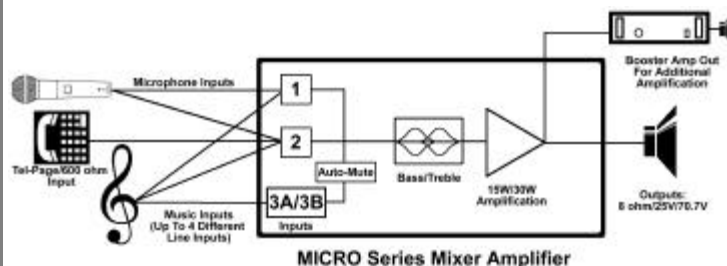 Microphone Inputs
Tel-Page/600 ohm
Input
Music Inputs
(Up To 4 Different
Line Inputs)
1
2
3A/3B
Inputs
Auto-Mute
Bass/Treble
15W/30W
Amplification
Booster Amp Out
For Additional
Amplification
Outputs:
8 ohm/25V/70.7V
MICRO Series Mixer Amplifier